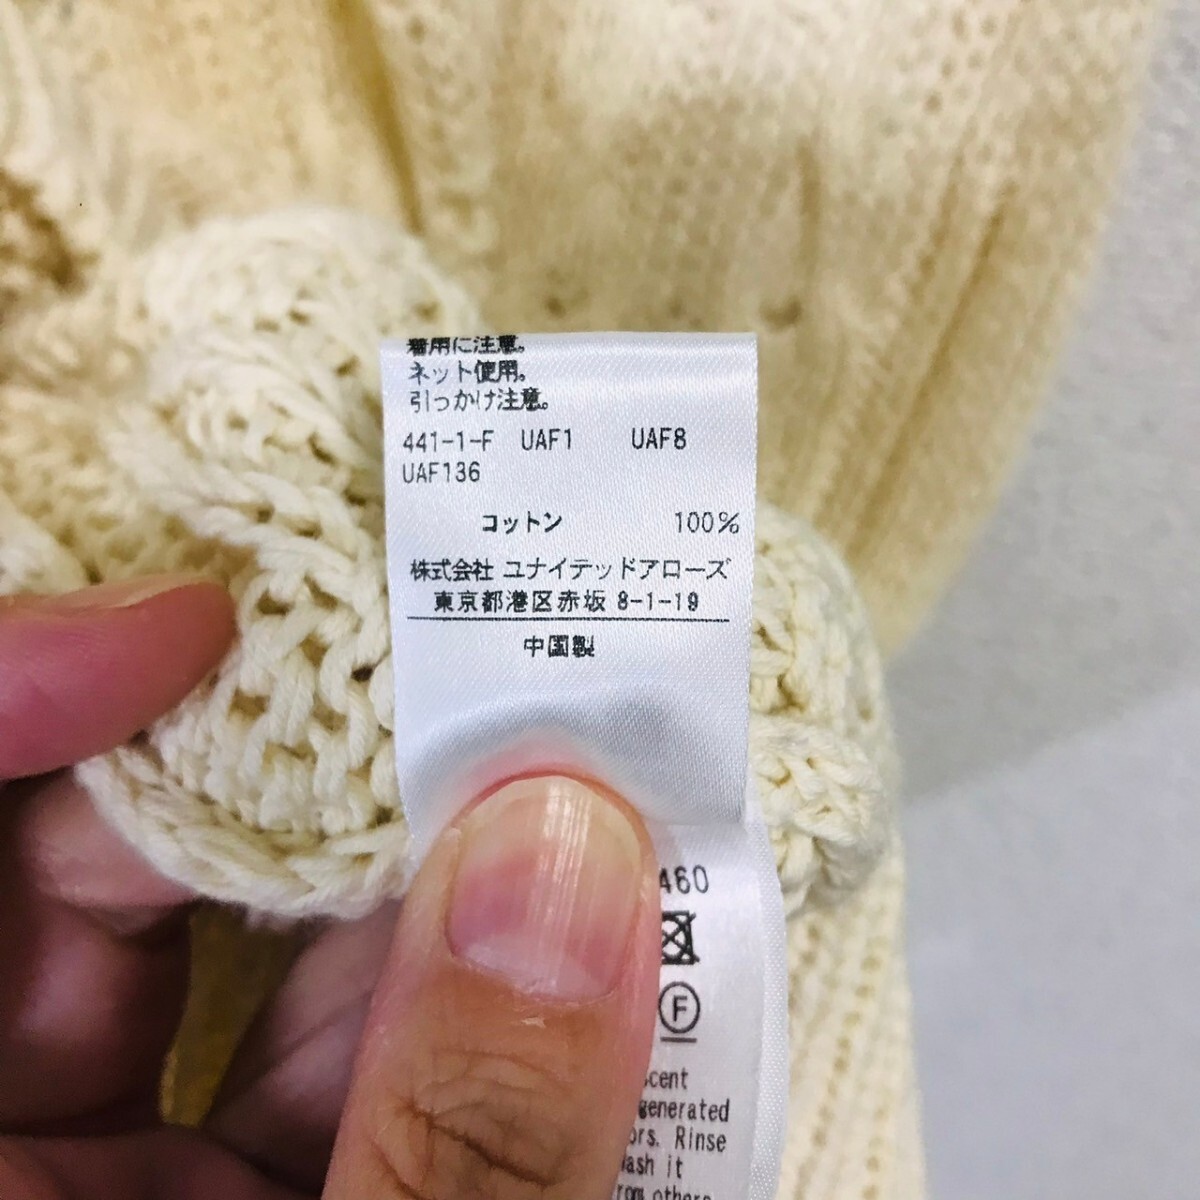 着用に注意。
ネット使用。
引っかけ注意。
441-1-F UAF1 UAF8
UAF136
コットン 100%
株式会社 ユナイテッドアローズ
東京都港区赤坂 8-1-19
中国製
460
F
generated
Rinse
it
from others